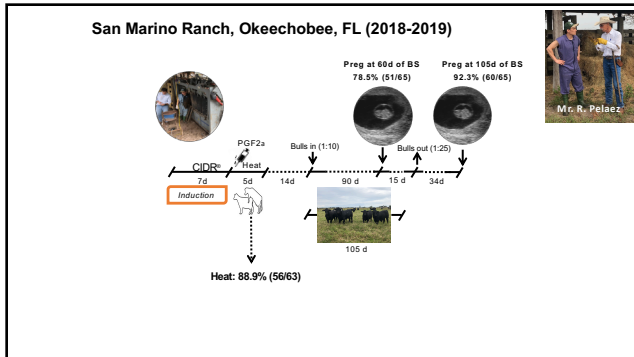 San Marino Ranch, Okeechobee, FL (2018-2019)
Preg at 60d of BS
78.5% (51/65)
Preg at 105d of BS
92.3% (60/65)
Mr. R. Pelaez
PGF2a
Bulls in (1:10)
Bulls out (1:25)
CIDR®
Heat
7d
5d
14d
90 d
15 d
34d
Induction
105 d
Heat: 88.9% (56/63)